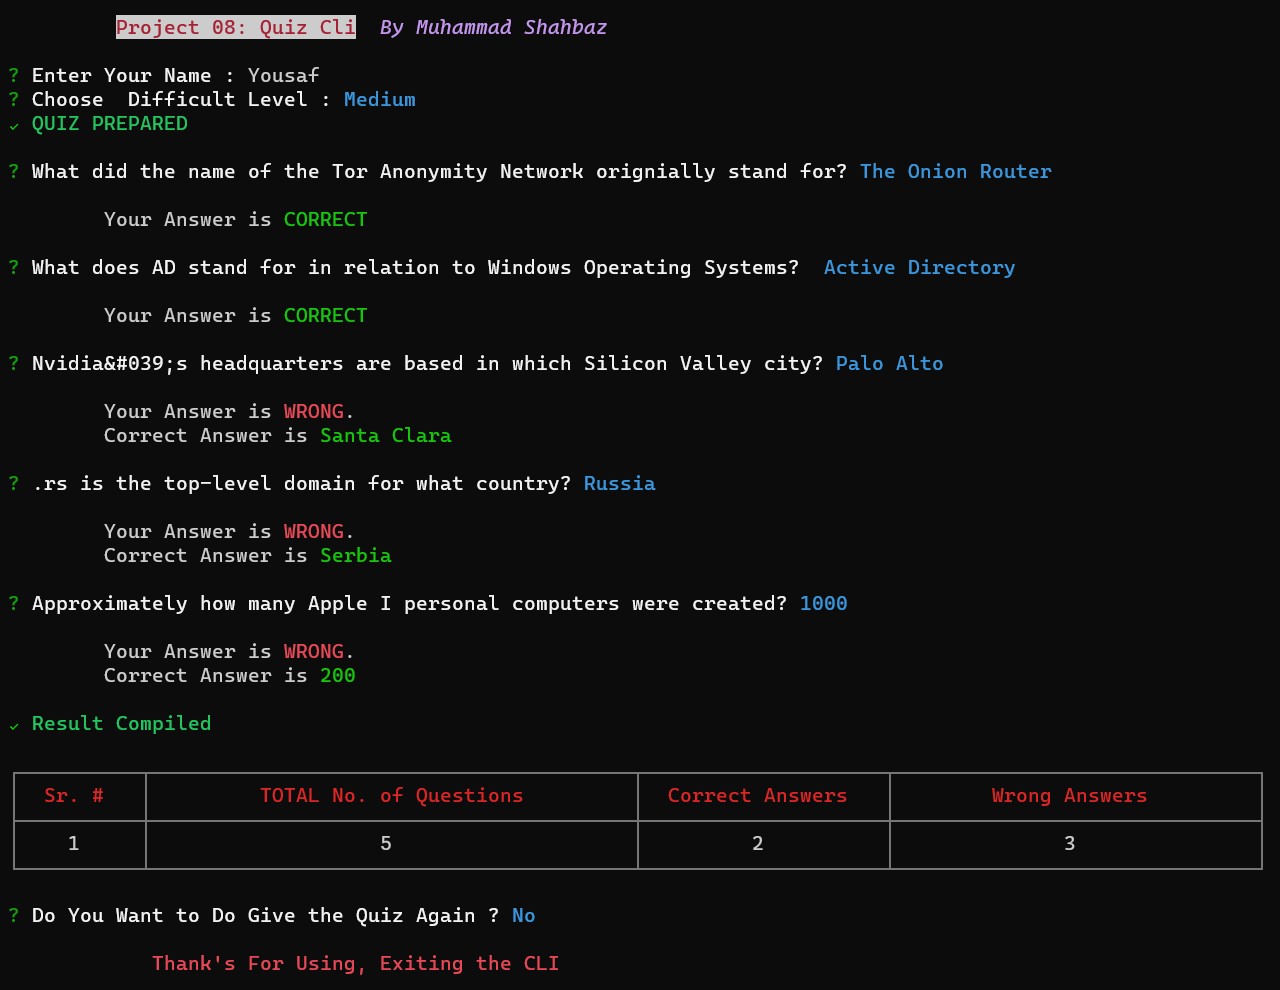 Project 08: Quiz Cli  By Muhammad Shahbaz
? Enter Your Name : Yousaf
? Choose  Difficult Level : Medium
✓ QUIZ PREPARED
? What did the name of the Tor Anonymity Network orignially stand for? The Onion Router
Your Answer is CORRECT
? What does AD stand for in relation to Windows Operating Systems?  Active Directory
Your Answer is CORRECT
? Nvidia&#039;s headquarters are based in which Silicon Valley city? Palo Alto
Your Answer is WRONG.
Correct Answer is Santa Clara
? .rs is the top-level domain for what country? Russia
Your Answer is WRONG.
Correct Answer is Serbia
? Approximately how many Apple I personal computers were created? 1000
Your Answer is WRONG.
Correct Answer is 200
✓ Result Compiled
Sr. # TOTAL No. of Questions Correct Answers Wrong Answers
1 5 2 3
? Do You Want to Do Give the Quiz Again ? No
Thank's For Using, Exiting the CLI